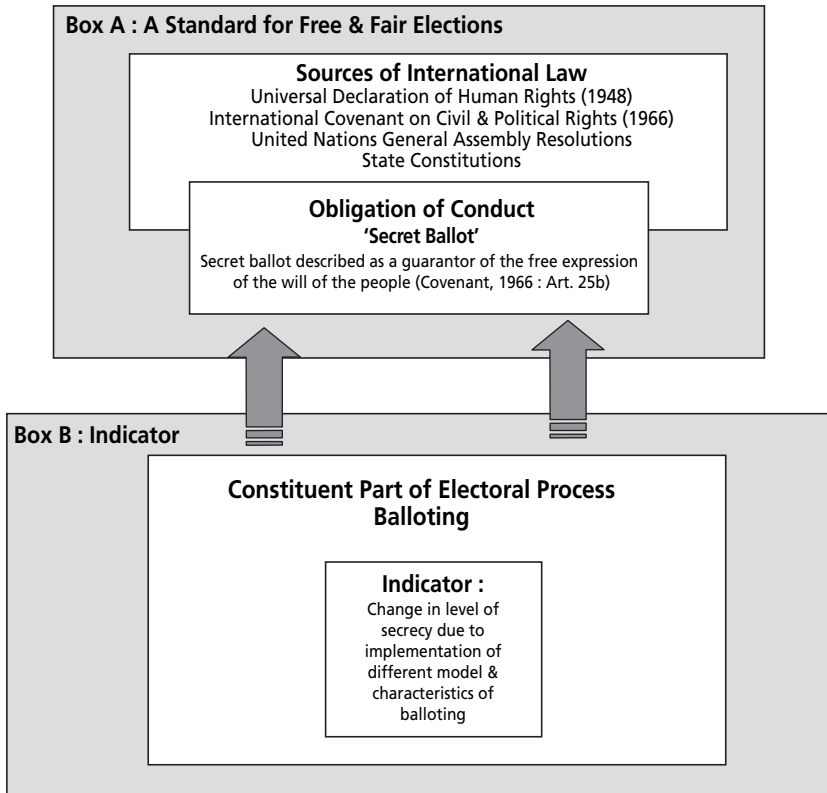 Box A : A Standard for Free & Fair Elections
Sources of International Law
Universal Declaration of Human Rights (1948)
International Covenant on Civil & Political Rights (1966)
United Nations General Assembly Resolutions
State Constitutions
Obligation of Conduct
'Secret Ballot'
Secret ballot described as a guarantor of the free expression
of the will of the people (Covenant, 1966 : Art. 25b)
Box B : Indicator
Constituent Part of Electoral Process
Balloting
Indicator :
Change in level of
secrecy due to
implementation of
different model &
characteristics of
balloting